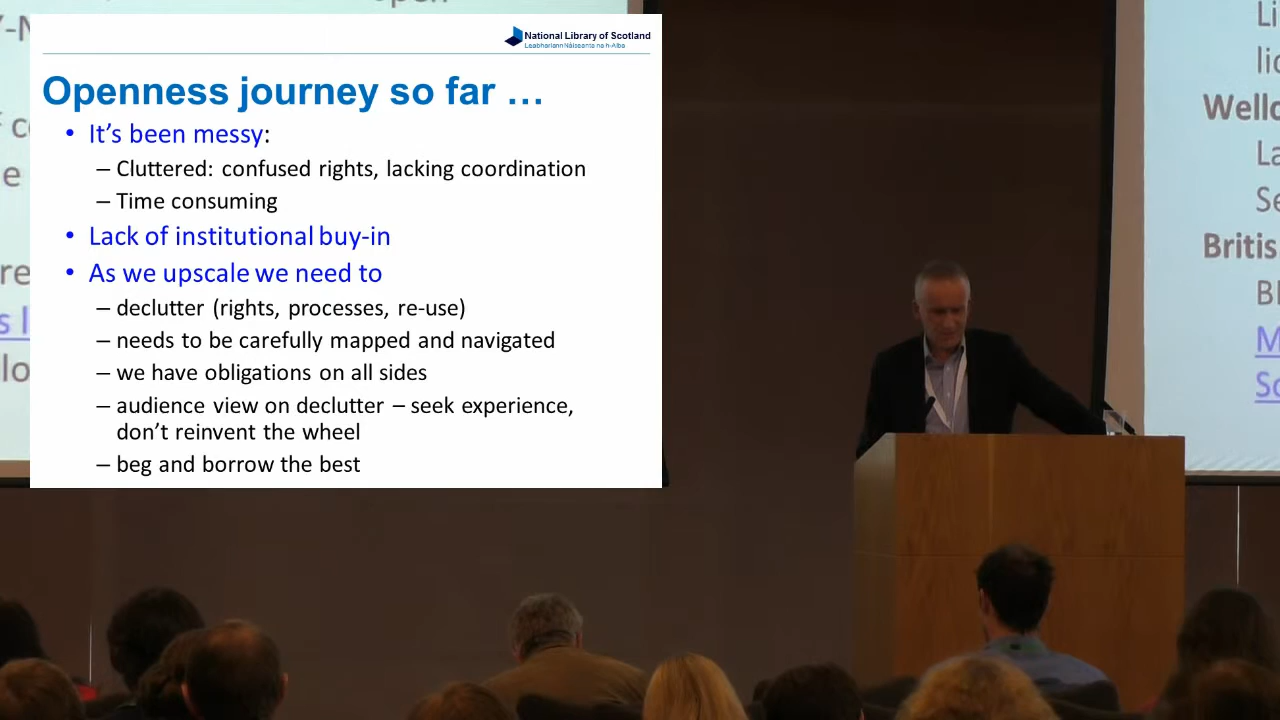 National Library of Scotland
Leabharlann Nàiseanta na h-Alba
Openness journey so far …
• It's been messy:
– Cluttered: confused rights, lacking coordination
– Time consuming
• Lack of institutional buy-in
• As we upscale we need to
– declutter (rights, processes, re-use)
– needs to be carefully mapped and navigated
– we have obligations on all sides
– audience view on declutter – seek experience,
don't reinvent the wheel
– beg and borrow the best